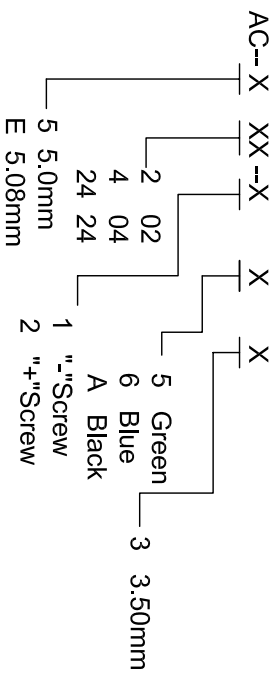 AC-- X XX --X X X
5 5.0mm
E 5.08mm
2 02
4 04
24 24
1 "-"Screw
2 "+"Screw
5 Green
6 Blue
A Black
3 3.50mm